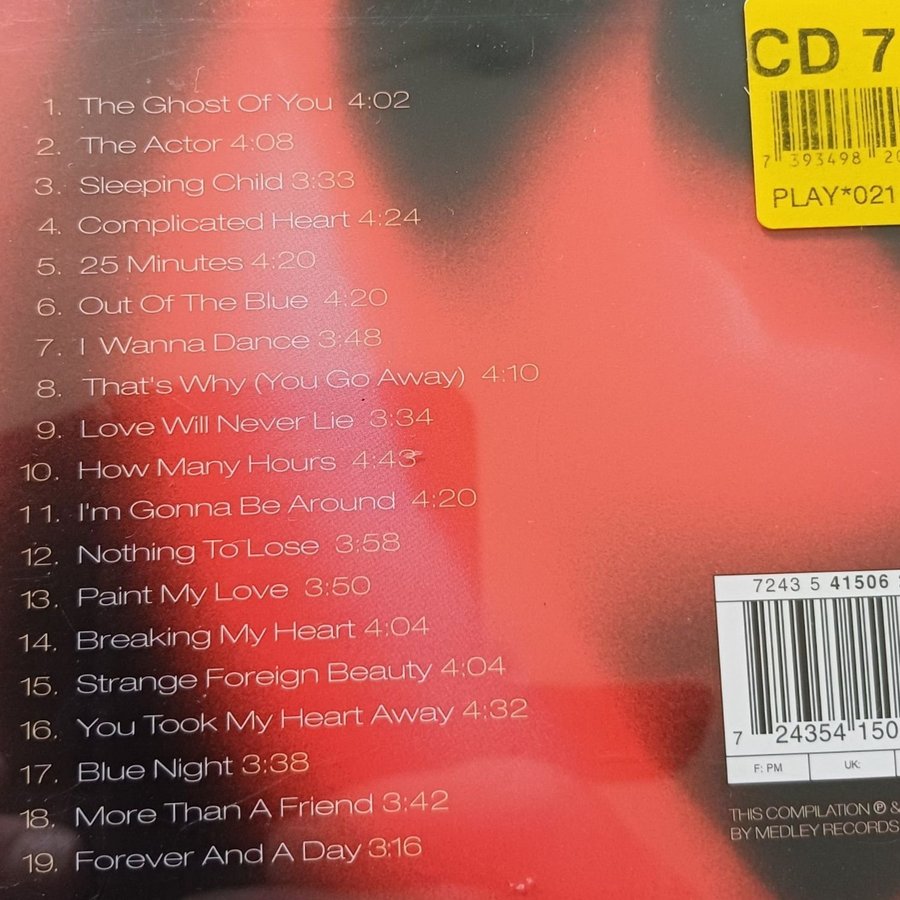 1. The Ghost Of You 4:02
2. The Actor 4:08
3. Sleeping Child 3:33
4. Complicated Heart 4:24
5. 25 Minutes 4:20
6. Out Of The Blue 4:20
7. I Wanna Dance 3:48
8. That's Why (You Go Away) 4:10
9. Love Will Never Lie 3:34
10. How Many Hours 4:43
11. I'm Gonna Be Around 4:20
12. Nothing To Lose 3:58
13. Paint My Love 3:50
14. Breaking My Heart 4:04
15. Strange Foreign Beauty 4:04
16. You Took My Heart Away 4:32
17. Blue Night 3:38
18. More Than A Friend 3:42
19. Forever And A Day 3:16
CD 7
7 393498 20
PLAY*021
7243 5 41506
7 24354 150
F: PM
UK:
THIS COMPILATION ℗ &
BY MEDLEY RECORDS